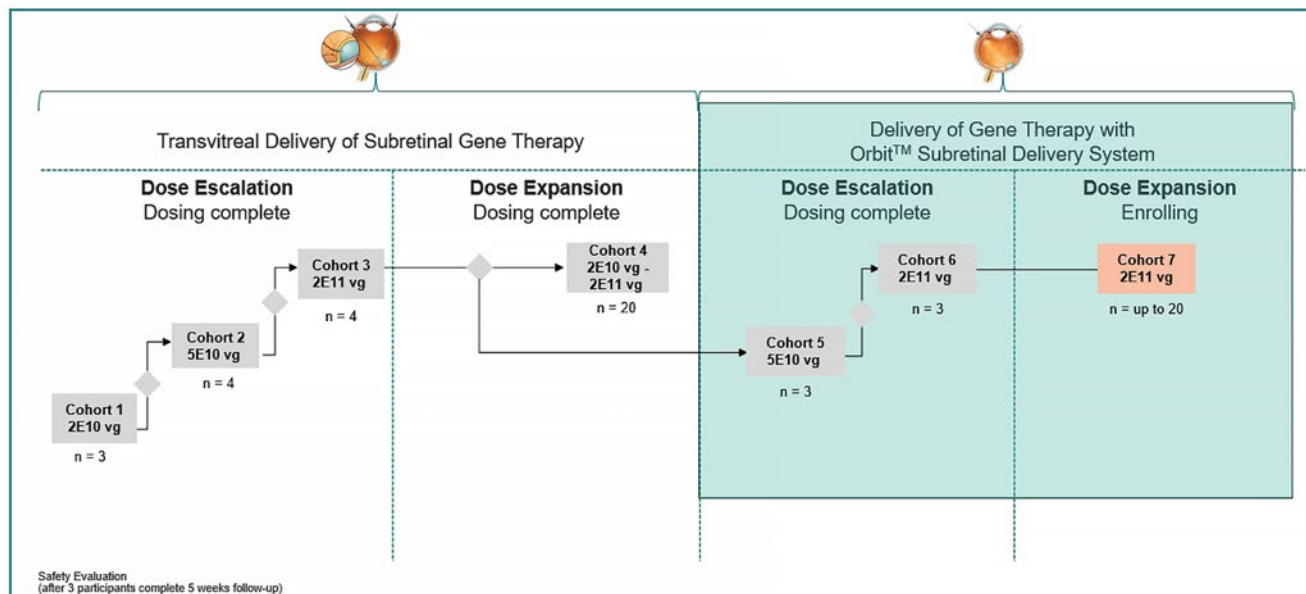 Transvitreal Delivery of Subretinal Gene Therapy
Delivery of Gene Therapy with
Orbit™ Subretinal Delivery System
Dose Escalation
Dosing complete
Dose Expansion
Dosing complete
Dose Escalation
Dosing complete
Dose Expansion
Enrolling
Cohort 1
2E10 vg
n = 3
Cohort 2
5E10 vg
n = 4
Cohort 3
2E11 vg
n = 4
Cohort 4
2E10 vg -
2E11 vg
n = 20
Cohort 5
5E10 vg
n = 3
Cohort 6
2E11 vg
n = 3
Cohort 7
2E11 vg
n = up to 20
Safety Evaluation
(after 3 participants complete 5 weeks follow-up)